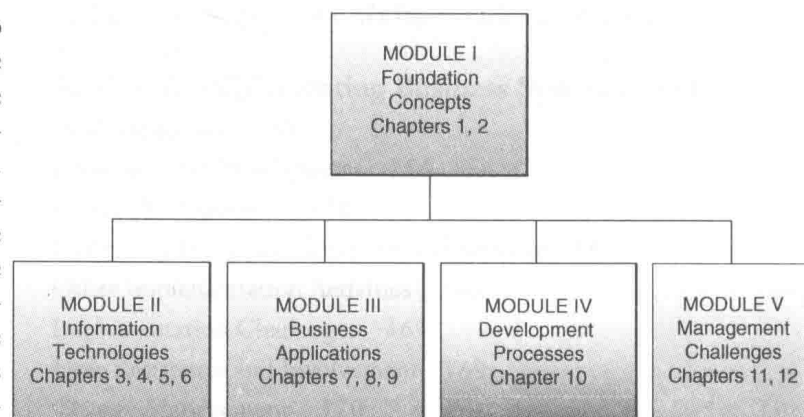 MODULE I
Foundation
Concepts
Chapters 1, 2
MODULE II
Information
Technologies
Chapters 3, 4, 5, 6
MODULE III
Business
Applications
Chapters 7, 8, 9
MODULE IV
Development
Processes
Chapter 10
MODULE V
Management
Challenges
Chapters 11, 12